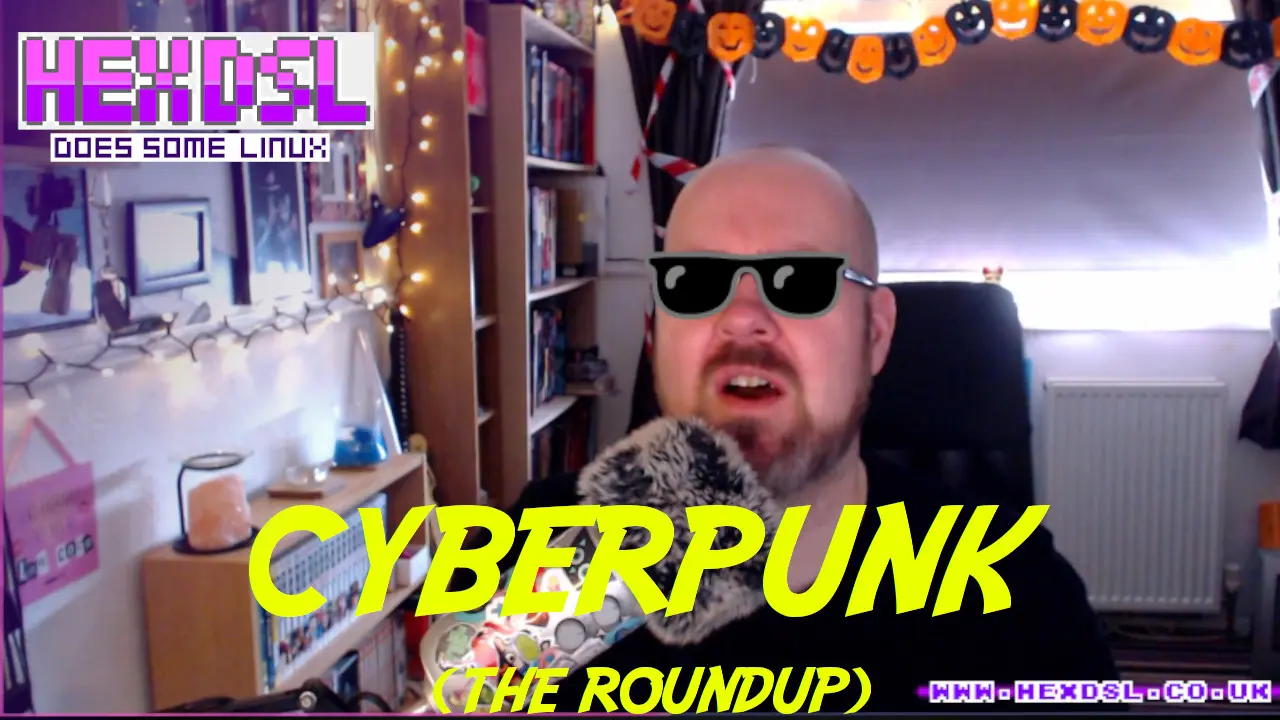 HEXDSL
DOES SOME LINUX
CYBERPUNK
(THE ROUNDUP)
WWW.HEXDSL.CO.UK